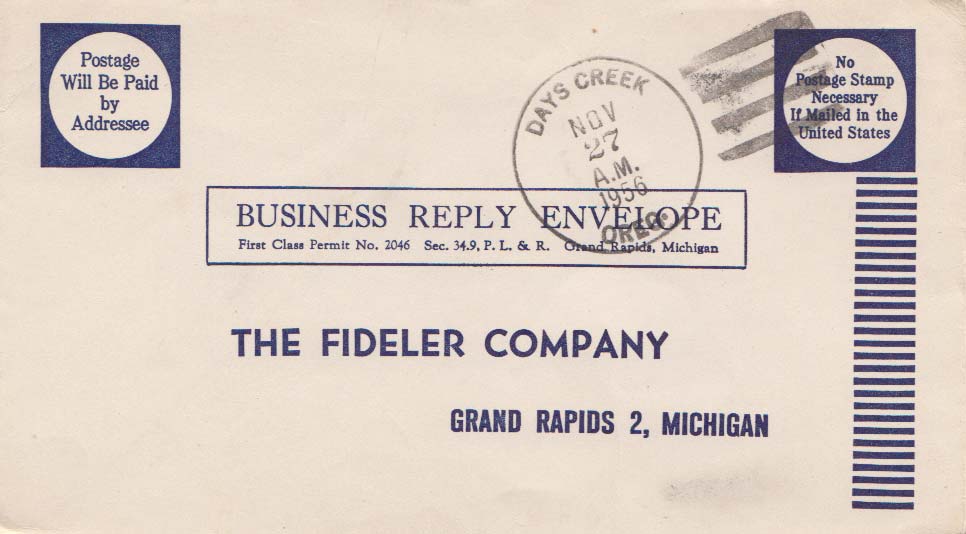 Postage
Will Be Paid
by
Addressee
DAYS CREEK
NOV
27
A.M.
1956
OREG.
No
Postage Stamp
Necessary
If Mailed in the
United States
BUSINESS REPLY ENVELOPE
First Class Permit No. 2046 Sec. 34.9, P. L. & R. Grand Rapids, Michigan
THE FIDELER COMPANY
GRAND RAPIDS 2, MICHIGAN